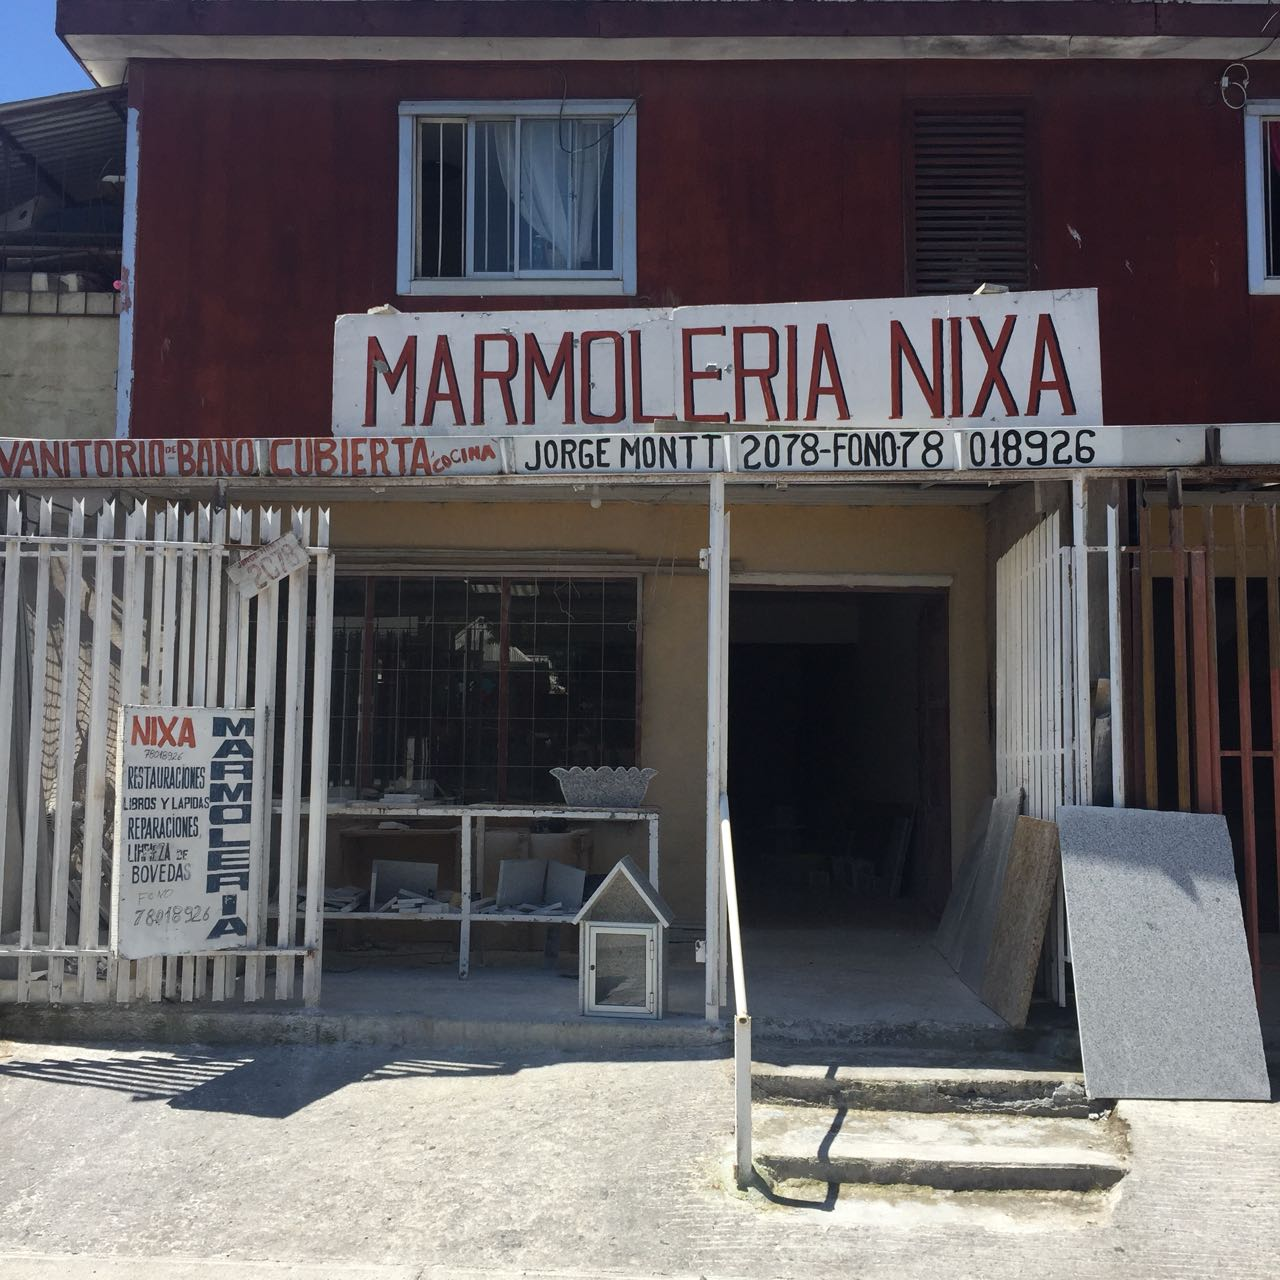 MARMOLERIA NIXA
VANITORIO DE BAÑO CUBIERTA COCINA JORGE MONTT 2078-FONO-78 018926
2078
NIXA
78018926
RESTAURACIONES
LIBROS Y LAPIDAS
REPARACIONES
LIMPIEZA DE
BOVEDAS
FONO
78018926
MARMOLERIA